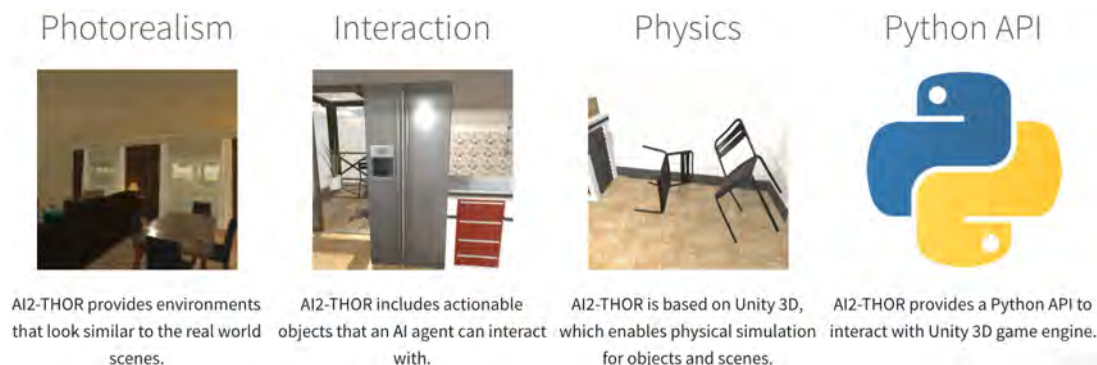 Photorealism
Interaction
Physics
Python API
AI2-THOR provides environments
that look similar to the real world
scenes.
AI2-THOR includes actionable
objects that an AI agent can interact
with.
AI2-THOR is based on Unity 3D,
which enables physical simulation
for objects and scenes.
AI2-THOR provides a Python API to
interact with Unity 3D game engine.